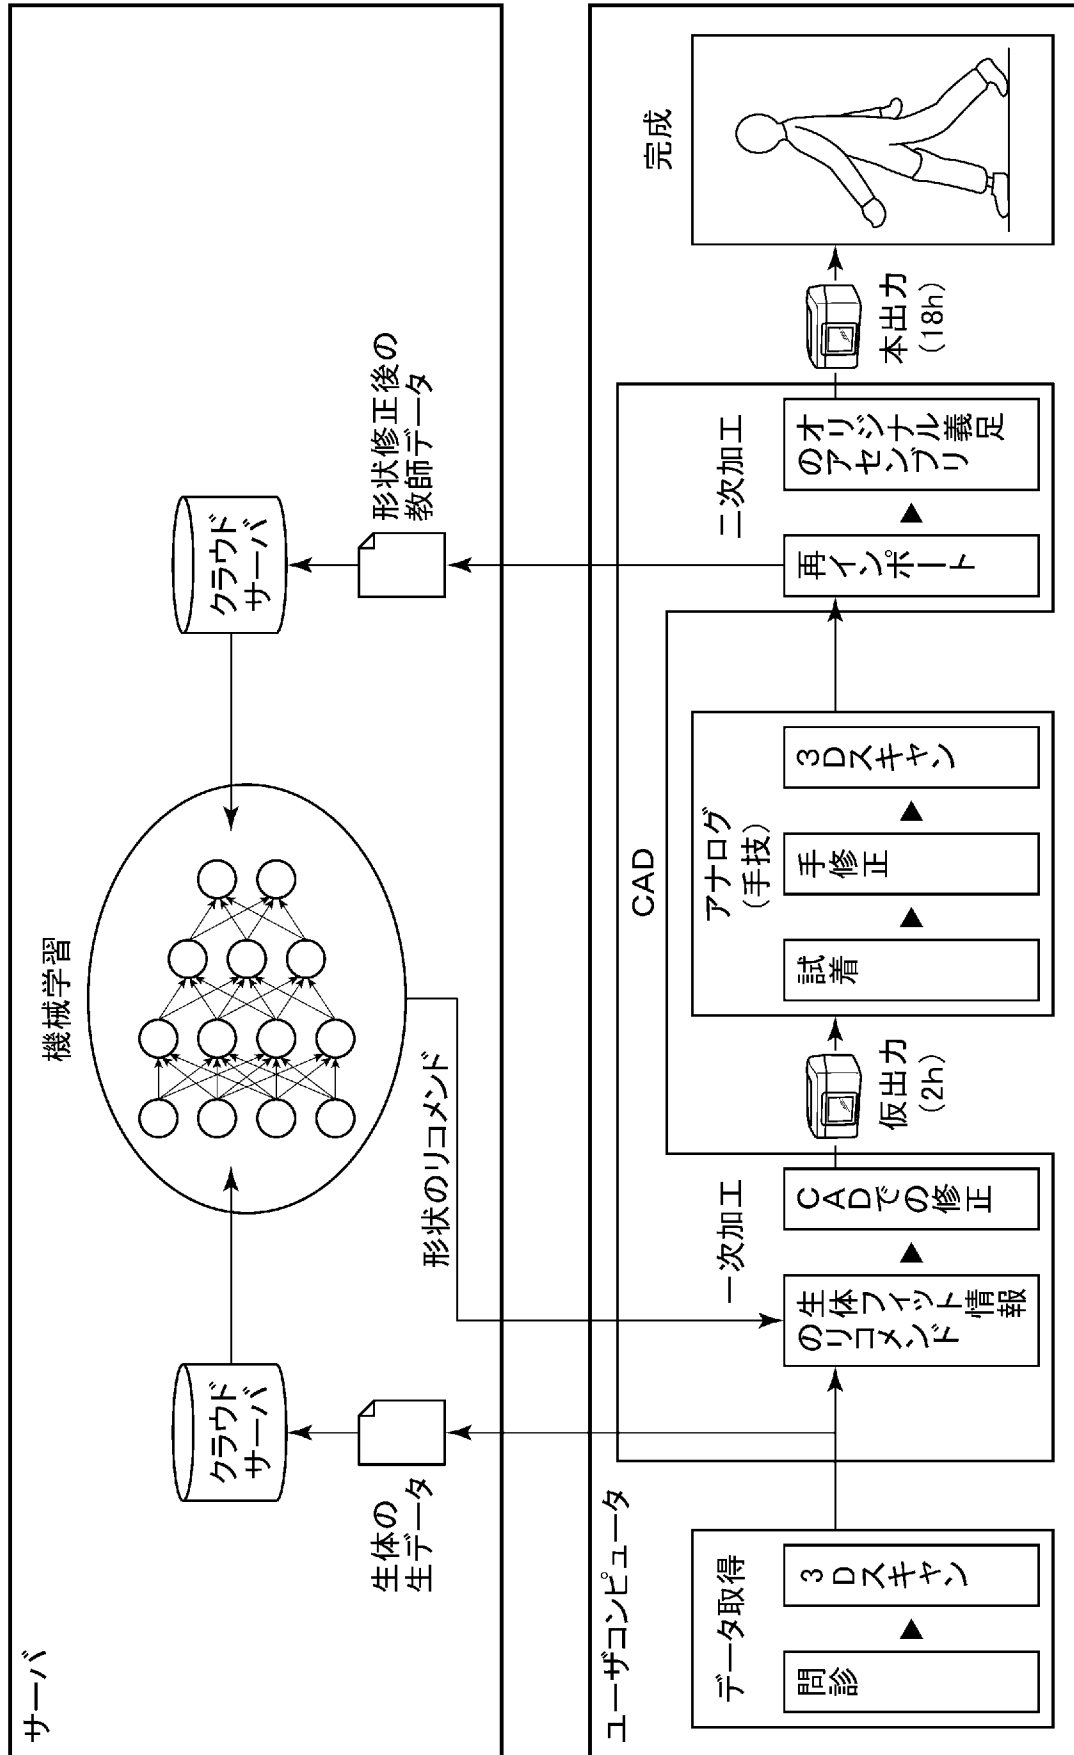 サーバ
機械学習
クラウド
サーバ
クラウド
サーバ
生体の
生データ
形状のリコメンド
形状修正後の
教師データ
ユーザコンピュータ
CAD
データ取得
問診
3Dスキャン
一次加工
生体フィット情報
のリコメンド
CADでの修正
仮出力
(2h)
アナログ
(手技)
試着
手修正
3Dスキャン
二次加工
再インポート
オリジナル義足
のアセンブリ
本出力
(18h)
完成